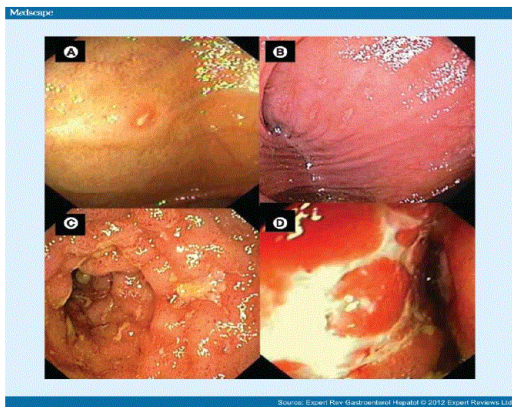 Medscape
A
B
C
D
Source: Expert Rev Gastroenterol Hepatol © 2012 Expert Reviews Ltd